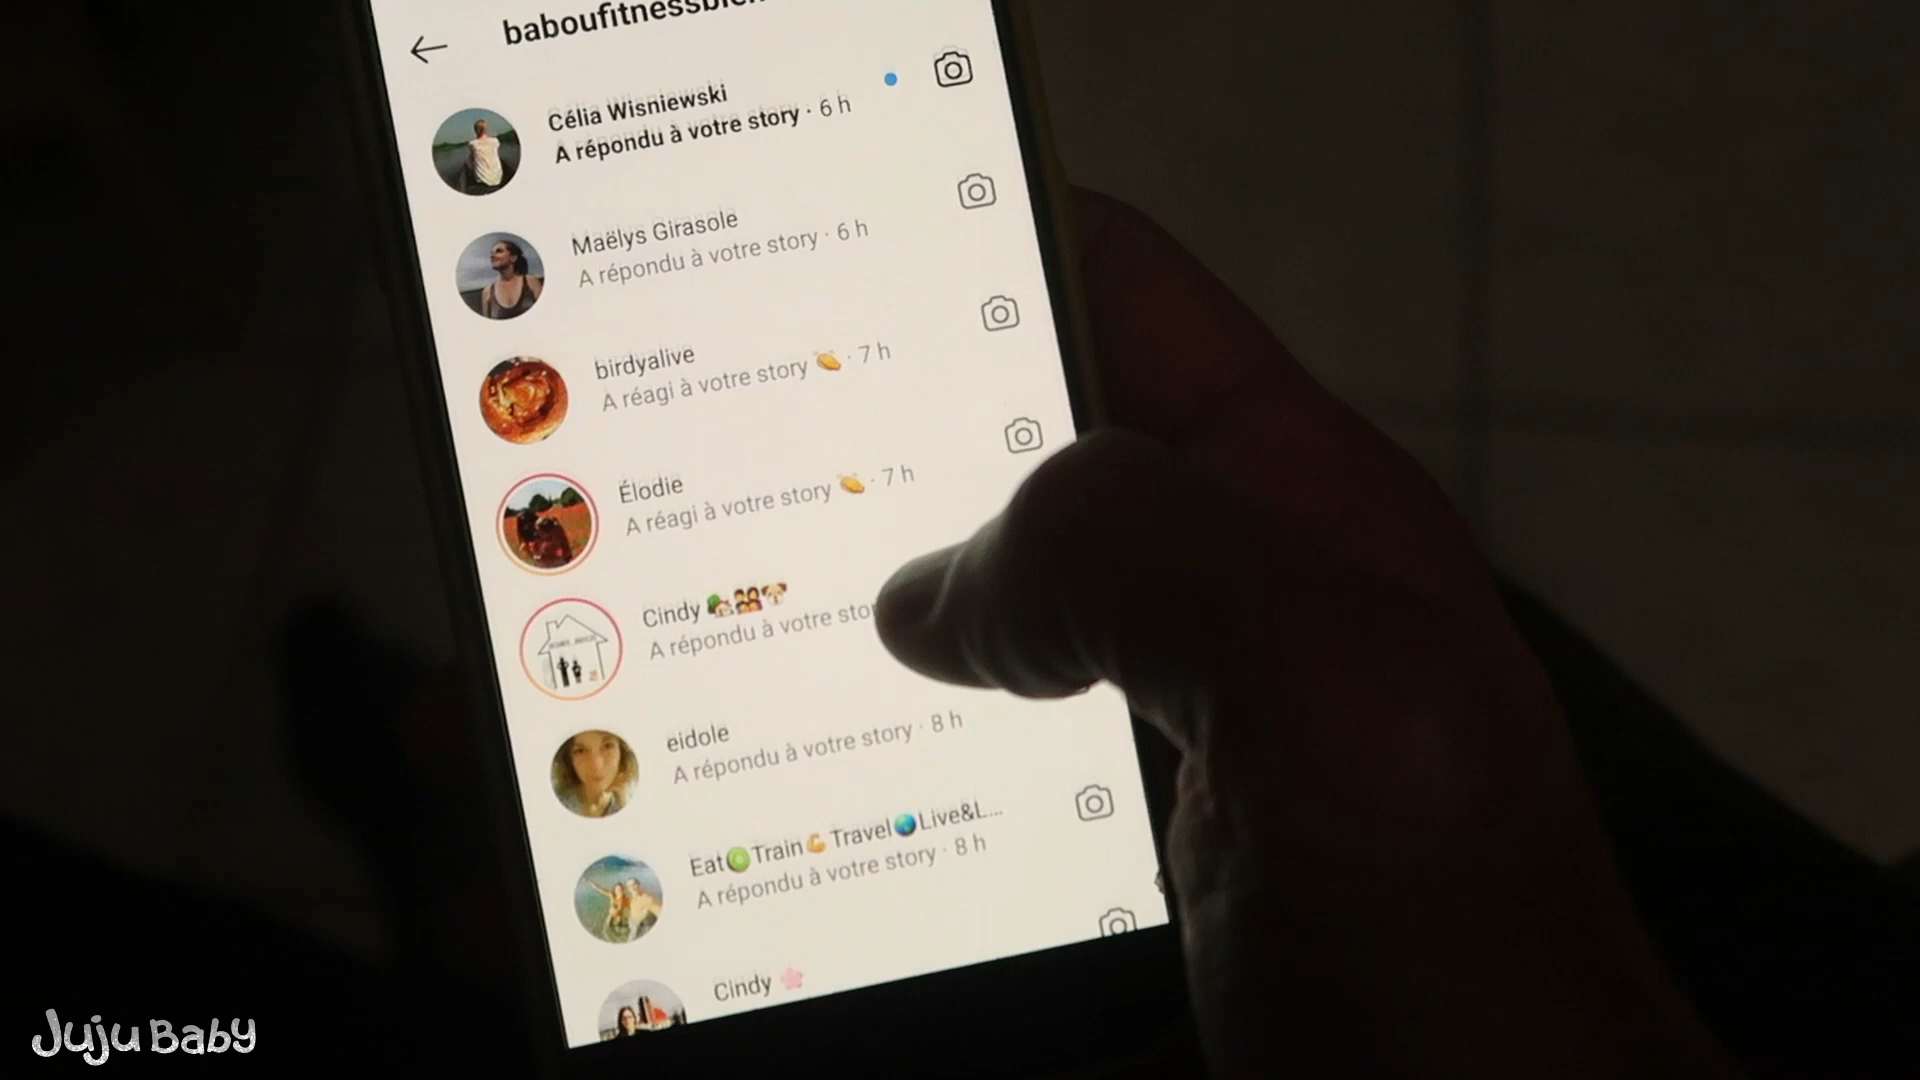 Célia Wisniewski
A répondu à votre story · 6 h
Maëlys Girasole
A répondu à votre story · 6 h
birdyalive
A réagi à votre story 👏 · 7 h
Élodie
A réagi à votre story 👏 · 7 h
Cindy 🏡👩‍❤️‍👨🐶
A répondu à votre
eidole
A répondu à votre story · 8 h
Eat🥝Train💪Travel🌍Live&L...
A répondu à votre story · 8 h
Cindy 🌸
Juju Baby